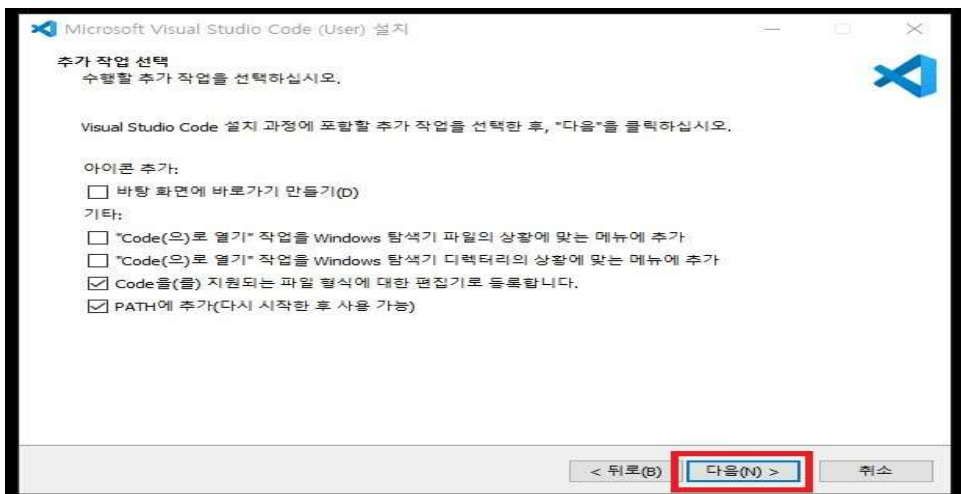 Microsoft Visual Studio Code (User) 설치
추가 작업 선택
수행할 추가 작업을 선택하십시오.
Visual Studio Code 설치 과정에 포함할 추가 작업을 선택한 후, "다음"을 클릭하십시오.
아이콘 추가:
바탕 화면에 바로가기 만들기(D)
기타:
"Code(으)로 열기" 작업을 Windows 탐색기 파일의 상황에 맞는 메뉴에 추가
"Code(으)로 열기" 작업을 Windows 탐색기 디렉터리의 상황에 맞는 메뉴에 추가
Code을(를) 지원되는 파일 형식에 대한 편집기로 등록합니다.
PATH에 추가(다시 시작한 후 사용 가능)
< 뒤로(B) 다음(N) > 취소